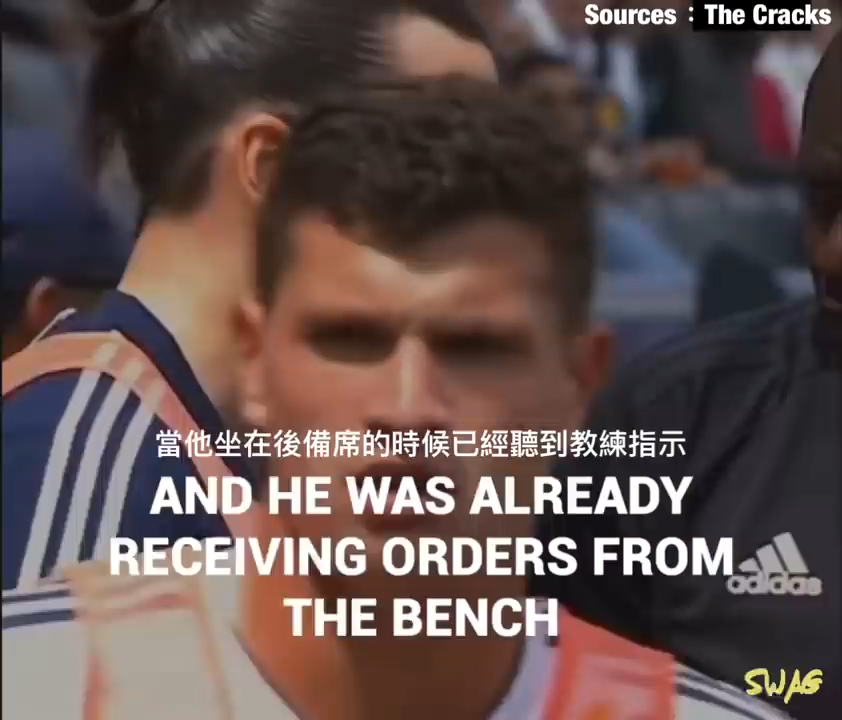 Sources：The Cracks
當他坐在後備席的時候已經聽到教練指示
AND HE WAS ALREADY
RECEIVING ORDERS FROM
THE BENCH
adidas
SWAG